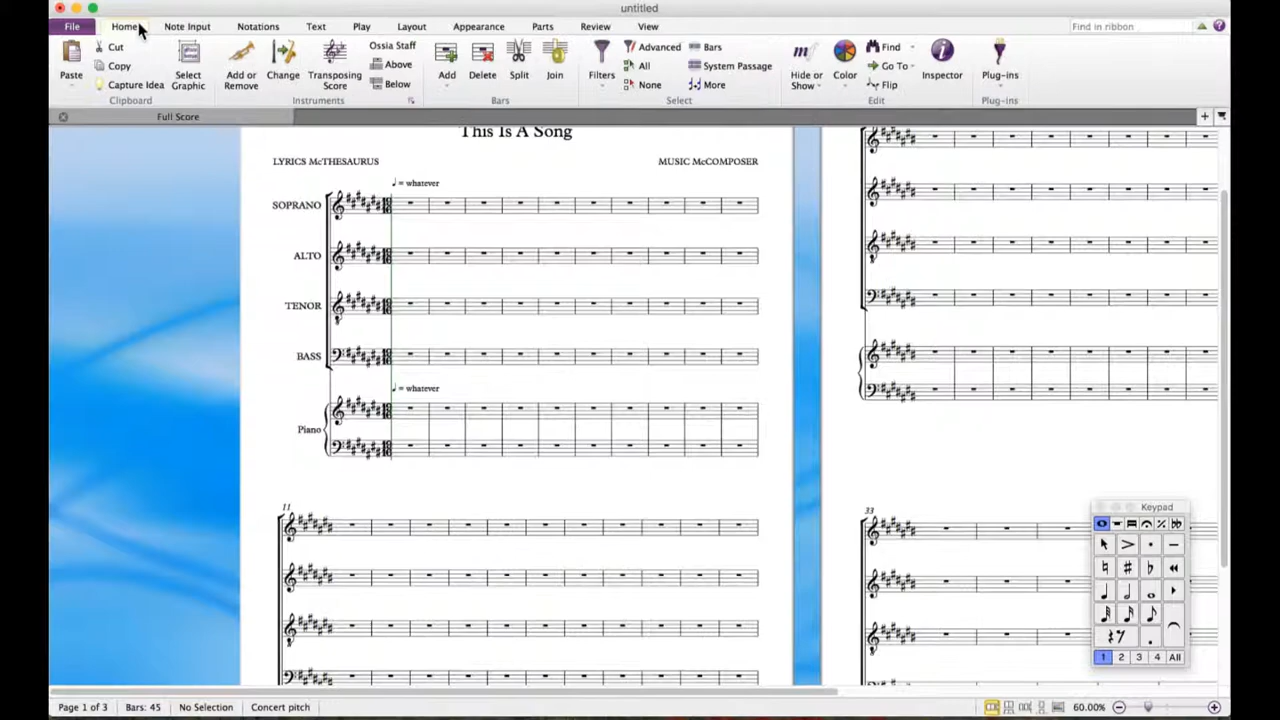 untitled
File Home Note Input Notations Text Play Layout Appearance Parts Review View Find in ribbon
Paste Cut Copy Capture Idea Select Graphic Add or Remove Change Transposing Score Ossia Staff Above Below Add Delete Split Join Filters Advanced All None Bars System Passage More Hide or Show Color Find Go To Flip Inspector Plug-ins
Clipboard Instruments Bars Select Edit Plug-ins
Full Score
This Is A Song
LYRICS McTHESAURUS MUSIC McCOMPOSER
= whatever
SOPRANO
ALTO
TENOR
BASS
= whatever
Piano
11
33
Keypad
1 2 3 4 All
Page 1 of 3 Bars: 45 No Selection Concert pitch 60.00%